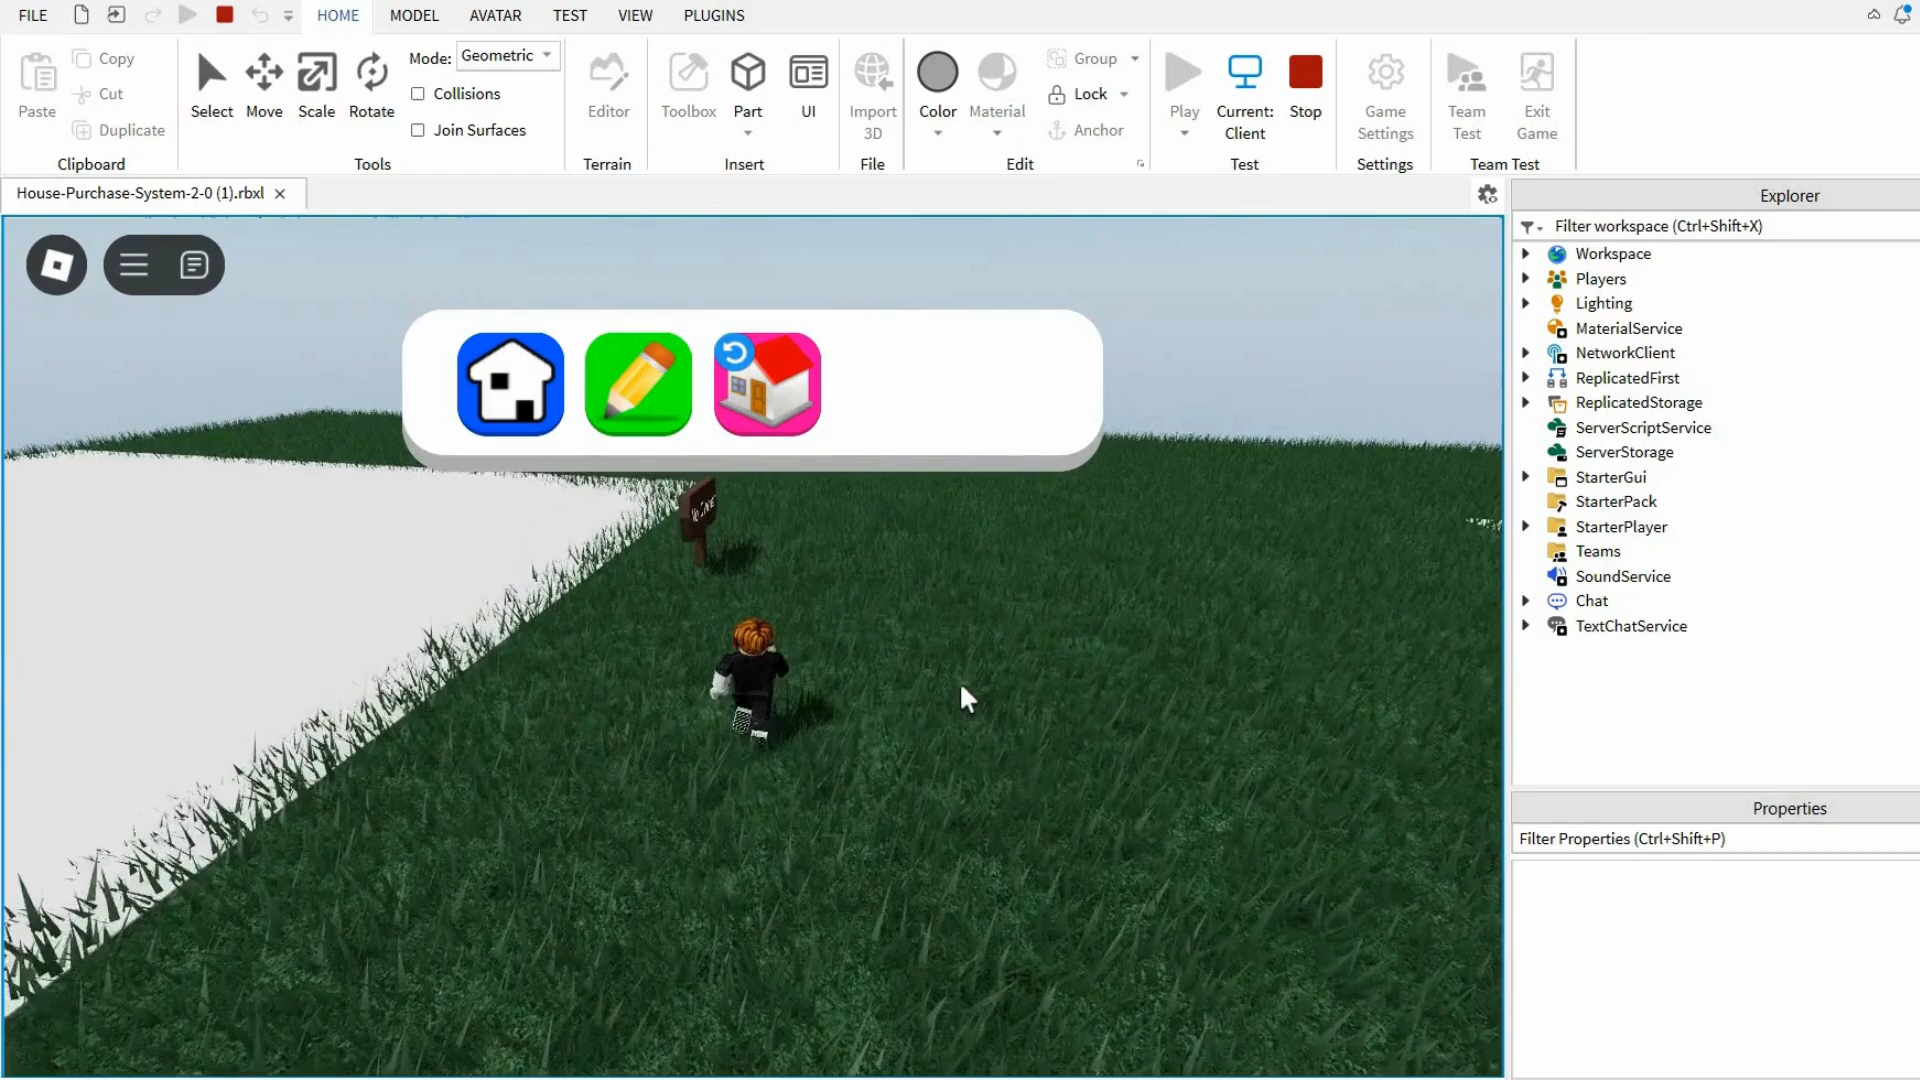 FILE HOME MODEL AVATAR TEST VIEW PLUGINS
Paste
Copy
Cut
Duplicate
Clipboard
Select
Move
Scale
Rotate
Mode: Geometric
Collisions
Join Surfaces
Tools
Editor
Terrain
Toolbox
Part
UI
Insert
Import
3D
File
Color
Material
Group
Lock
Anchor
Edit
Play
Current:
Client
Stop
Test
Game
Settings
Settings
Team
Test
Exit
Game
Team Test
House-Purchase-System-2-0 (1).rbxl
Explorer
Filter workspace (Ctrl+Shift+X)
Workspace
Players
Lighting
MaterialService
NetworkClient
ReplicatedFirst
ReplicatedStorage
ServerScriptService
ServerStorage
StarterGui
StarterPack
StarterPlayer
Teams
SoundService
Chat
TextChatService
Properties
Filter Properties (Ctrl+Shift+P)